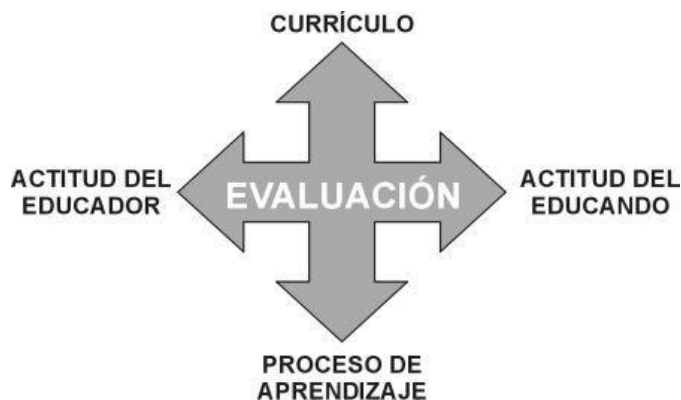 CURRÍCULO
ACTITUD DEL
EDUCADOR
EVALUACIÓN
ACTITUD DEL
EDUCANDO
PROCESO DE
APRENDIZAJE